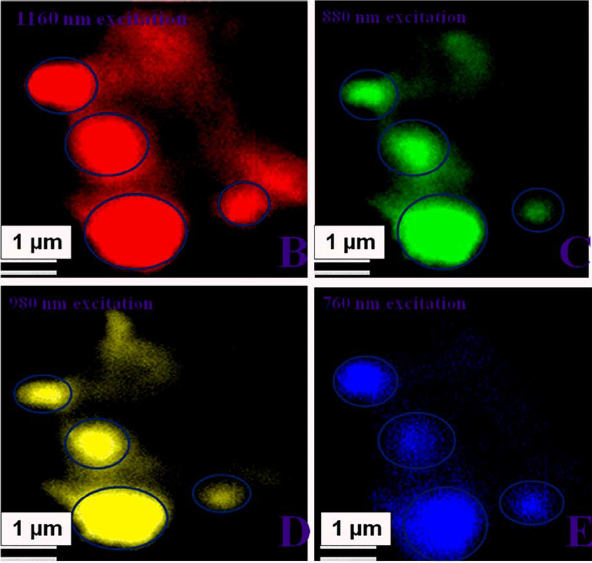 1160 nm excitation
880 nm excitation
1 µm
B
1 µm
C
980 nm excitation
760 nm excitation
1 µm
D
1 µm
E